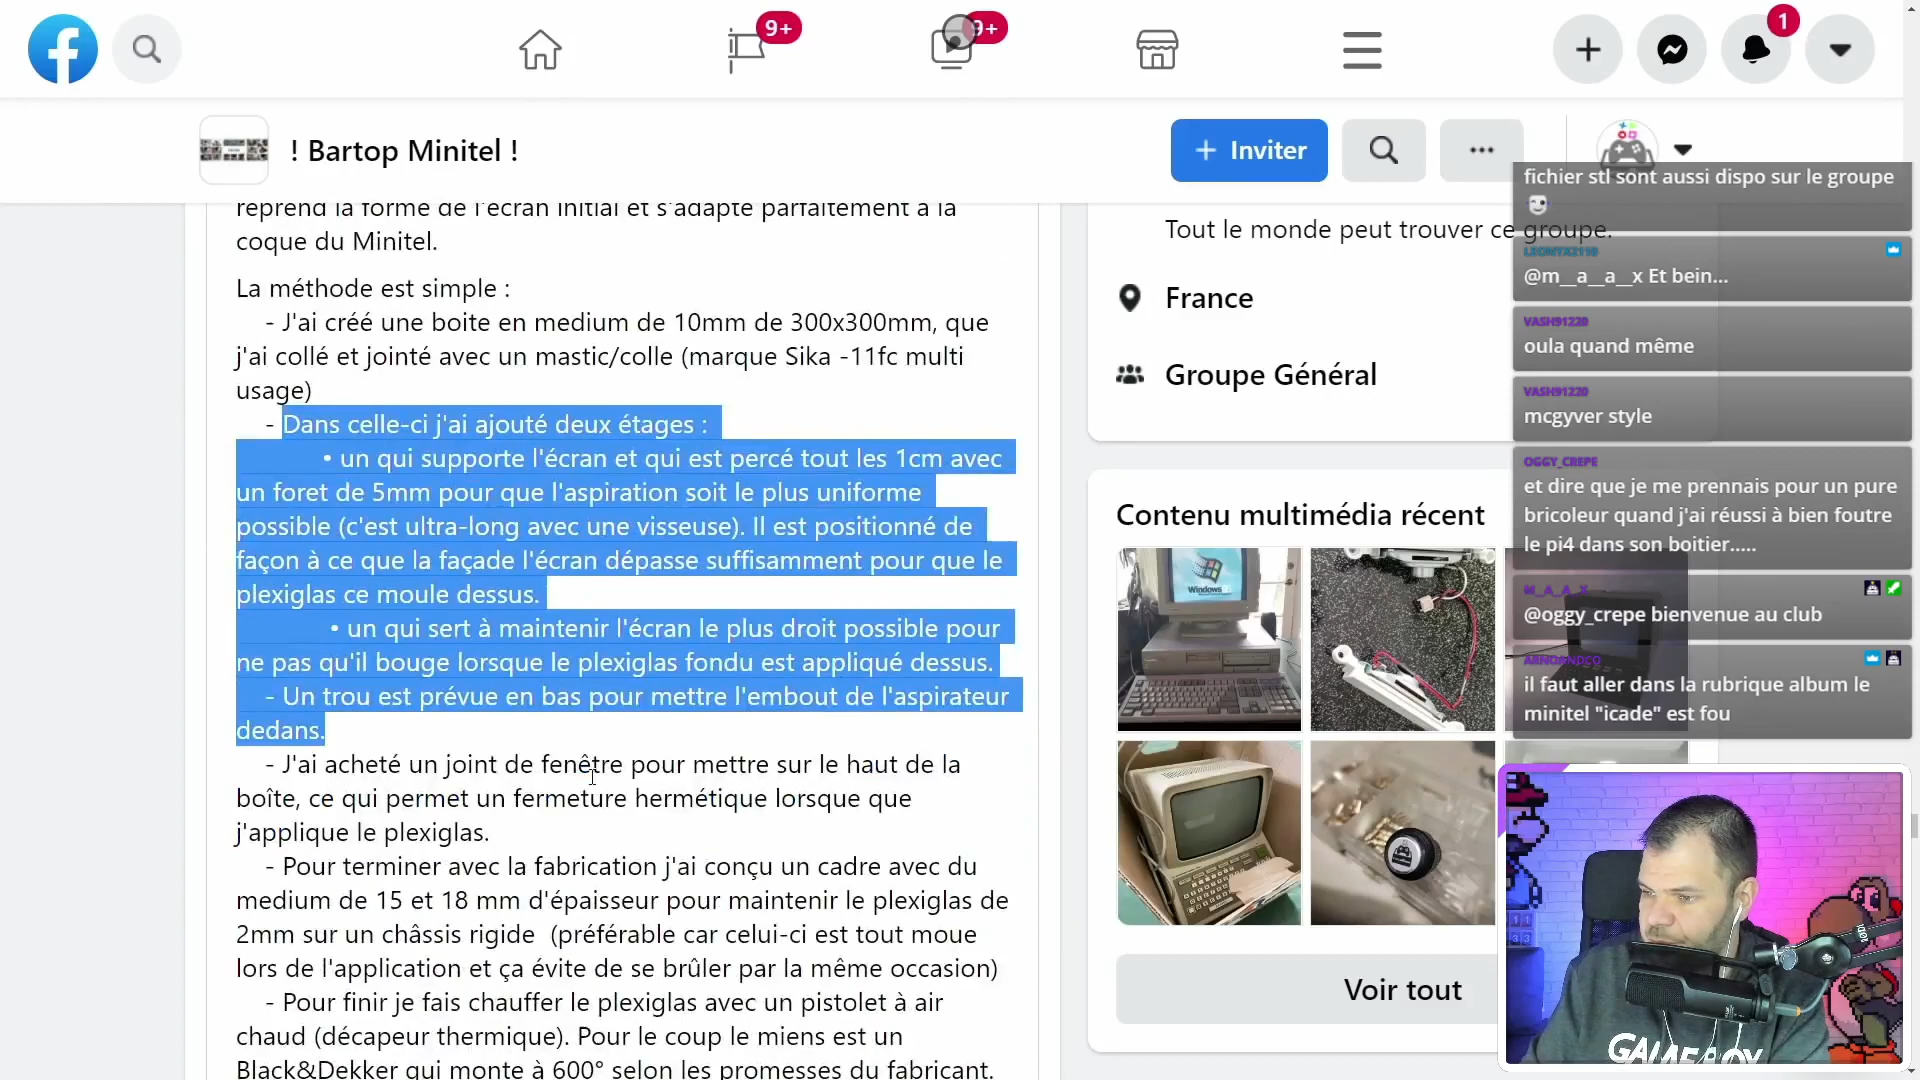 9+
9+
1
! Bartop Minitel !
+ Inviter
reprend la forme de l'écran initial et s'adapte parfaitement à la
coque du Minitel.
La méthode est simple :
- J'ai créé une boite en medium de 10mm de 300x300mm, que
j'ai collé et jointé avec un mastic/colle (marque Sika -11fc multi
usage)
- Dans celle-ci j'ai ajouté deux étages :
• un qui supporte l'écran et qui est percé tout les 1cm avec
un foret de 5mm pour que l'aspiration soit le plus uniforme
possible (c'est ultra-long avec une visseuse). Il est positionné de
façon à ce que la façade l'écran dépasse suffisamment pour que le
plexiglas ce moule dessus.
• un qui sert à maintenir l'écran le plus droit possible pour
ne pas qu'il bouge lorsque le plexiglas fondu est appliqué dessus.
- Un trou est prévue en bas pour mettre l'embout de l'aspirateur
dedans.
- J'ai acheté un joint de fenêtre pour mettre sur le haut de la
boîte, ce qui permet un fermeture hermétique lorsque que
j'applique le plexiglas.
- Pour terminer avec la fabrication j'ai conçu un cadre avec du
medium de 15 et 18 mm d'épaisseur pour maintenir le plexiglas de
2mm sur un châssis rigide (préférable car celui-ci est tout moue
lors de l'application et ça évite de se brûler par la même occasion)
- Pour finir je fais chauffer le plexiglas avec un pistolet à air
chaud (décapeur thermique). Pour le coup le miens est un
Black&Dekker qui monte à 600° selon les promesses du fabricant.
Tout le monde peut trouver ce groupe.
France
Groupe Général
Contenu multimédia récent
Windows
Voir tout
fichier stl sont aussi dispo sur le groupe
@m__a__a__x Et bein...
VASH91220
oula quand même
VASH91220
mcgyver style
OGGY_CREPE
et dire que je me prennais pour un pure
bricoleur quand j'ai réussi à bien foutre
le pi4 dans son boitier.....
M__A__A__X
@oggy_crepe bienvenue au club
ARNOANDCO
il faut aller dans la rubrique album le
minitel "icade" est fou
GAMEBOY